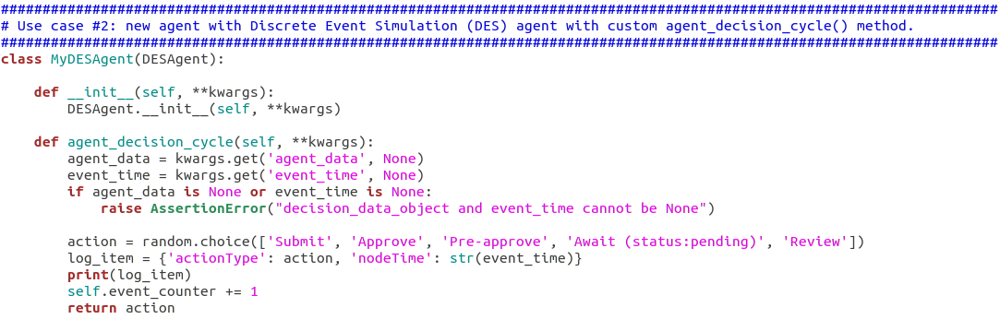 ########################################################################################################################
# Use case #2: new agent with Discrete Event Simulation (DES) agent with custom agent_decision_cycle() method.
########################################################################################################################
class MyDESAgent(DESAgent):

    def __init__(self, **kwargs):
        DESAgent.__init__(self, **kwargs)

    def agent_decision_cycle(self, **kwargs):
        agent_data = kwargs.get('agent_data', None)
        event_time = kwargs.get('event_time', None)
        if agent_data is None or event_time is None:
            raise AssertionError("decision_data_object and event_time cannot be None")

        action = random.choice(['Submit', 'Approve', 'Pre-approve', 'Await (status:pending)', 'Review'])
        log_item = {'actionType': action, 'nodeTime': str(event_time)}
        print(log_item)
        self.event_counter += 1
        return action